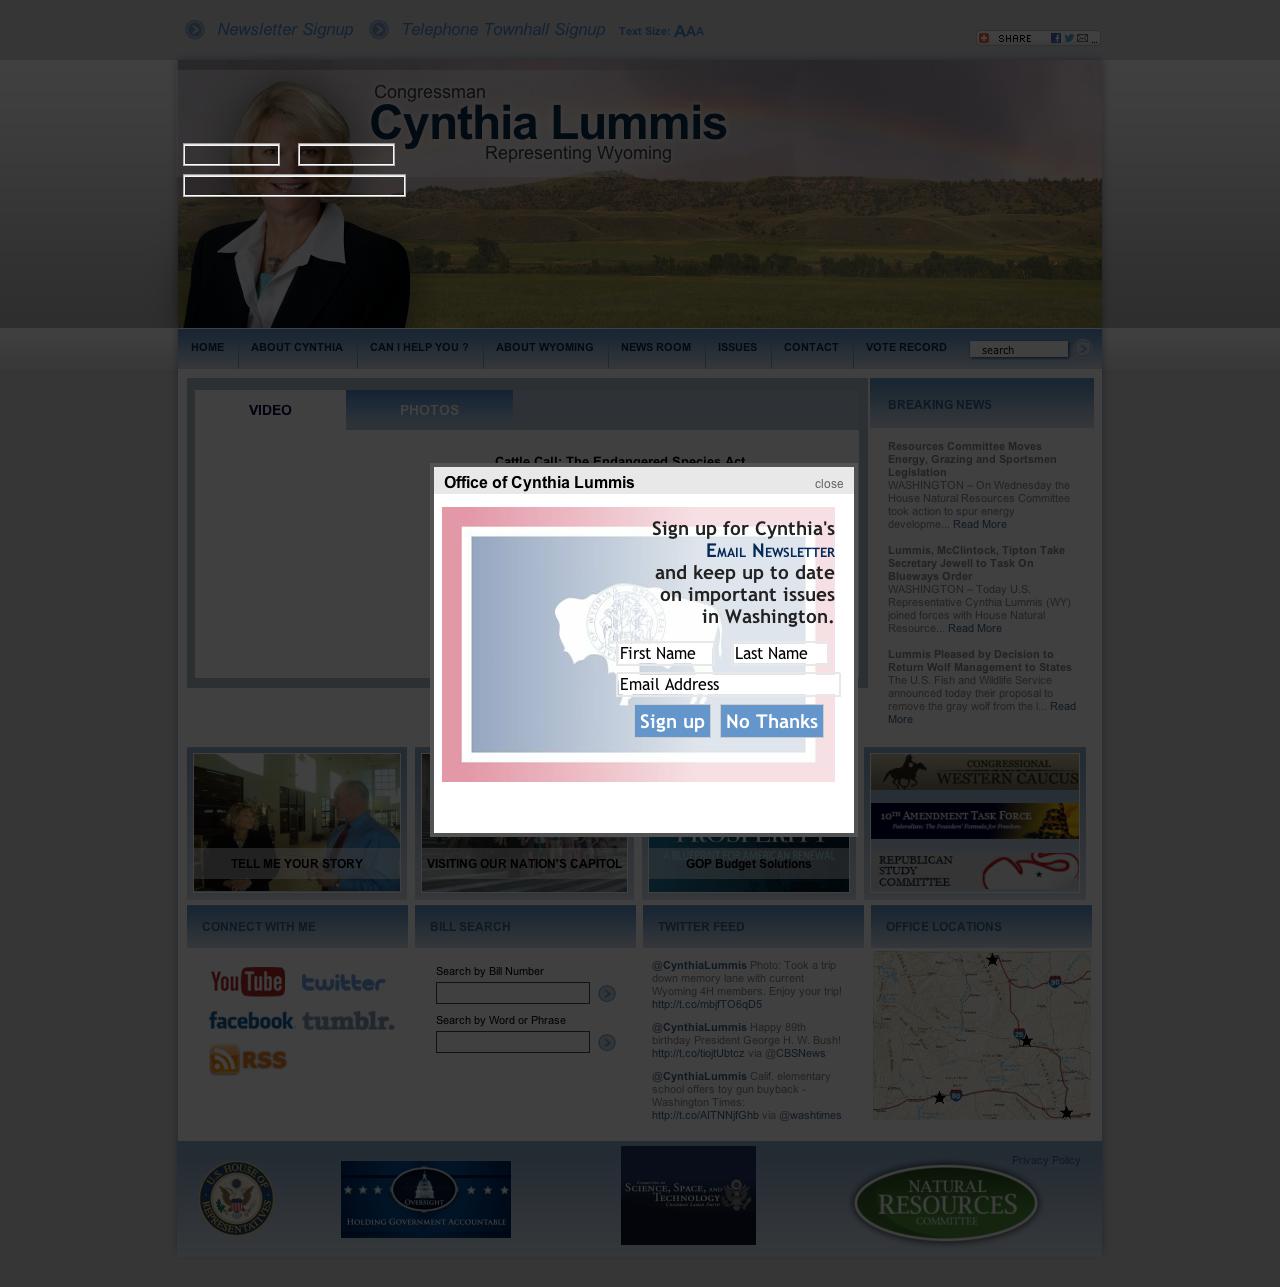 Newsletter Signup
Telephone Townhall Signup
Text Size: AAA
SHARE
...
Congressman
Cynthia Lummis
Representing Wyoming
HOME
ABOUT CYNTHIA
CAN I HELP YOU ?
ABOUT WYOMING
NEWS ROOM
ISSUES
CONTACT
VOTE RECORD
search
VIDEO
PHOTOS
Cattle Call: The Endangered Species Act
BREAKING NEWS
Resources Committee Moves
Energy, Grazing and Sportsmen
Legislation
WASHINGTON – On Wednesday the
House Natural Resources Committee
took action to spur energy
developme... Read More
Lummis, McClintock, Tipton Take
Secretary Jewell to Task On
Blueways Order
WASHINGTON – Today U.S.
Representative Cynthia Lummis (WY)
joined forces with House Natural
Resource... Read More
Lummis Pleased by Decision to
Return Wolf Management to States
The U.S. Fish and Wildlife Service
announced today their proposal to
remove the gray wolf from the l... Read
More
Office of Cynthia Lummis
close
Sign up for Cynthia's
Email Newsletter
and keep up to date
on important issues
in Washington.
First Name
Last Name
Email Address
Sign up
No Thanks
TELL ME YOUR STORY
VISITING OUR NATION'S CAPITOL
PROSPERITY
A BLUEPRINT FOR AMERICAN RENEWAL
GOP Budget Solutions
CONGRESSIONAL
WESTERN CAUCUS
10TH AMENDMENT TASK FORCE
Federalism: The Founders' Formula for Freedom
REPUBLICAN
STUDY
COMMITTEE
CONNECT WITH ME
BILL SEARCH
TWITTER FEED
OFFICE LOCATIONS
YouTube
twitter
facebook
tumblr.
RSS
Search by Bill Number
Search by Word or Phrase
@CynthiaLummis Photo: Took a trip
down memory lane with current
Wyoming 4H members. Enjoy your trip!
http://t.co/mbjfTO6qD5
@CynthiaLummis Happy 89th
birthday President George H. W. Bush!
http://t.co/tiojtUbtcz via @CBSNews
@CynthiaLummis Calif. elementary
school offers toy gun buyback -
Washington Times:
http://t.co/AITNNjfGhb via @washtimes
Privacy Policy
U.S. HOUSE OF
REPRESENTATIVES
OVERSIGHT
HOLDING GOVERNMENT ACCOUNTABLE
SCIENCE, SPACE, AND
TECHNOLOGY
NATURAL
RESOURCES
COMMITTEE